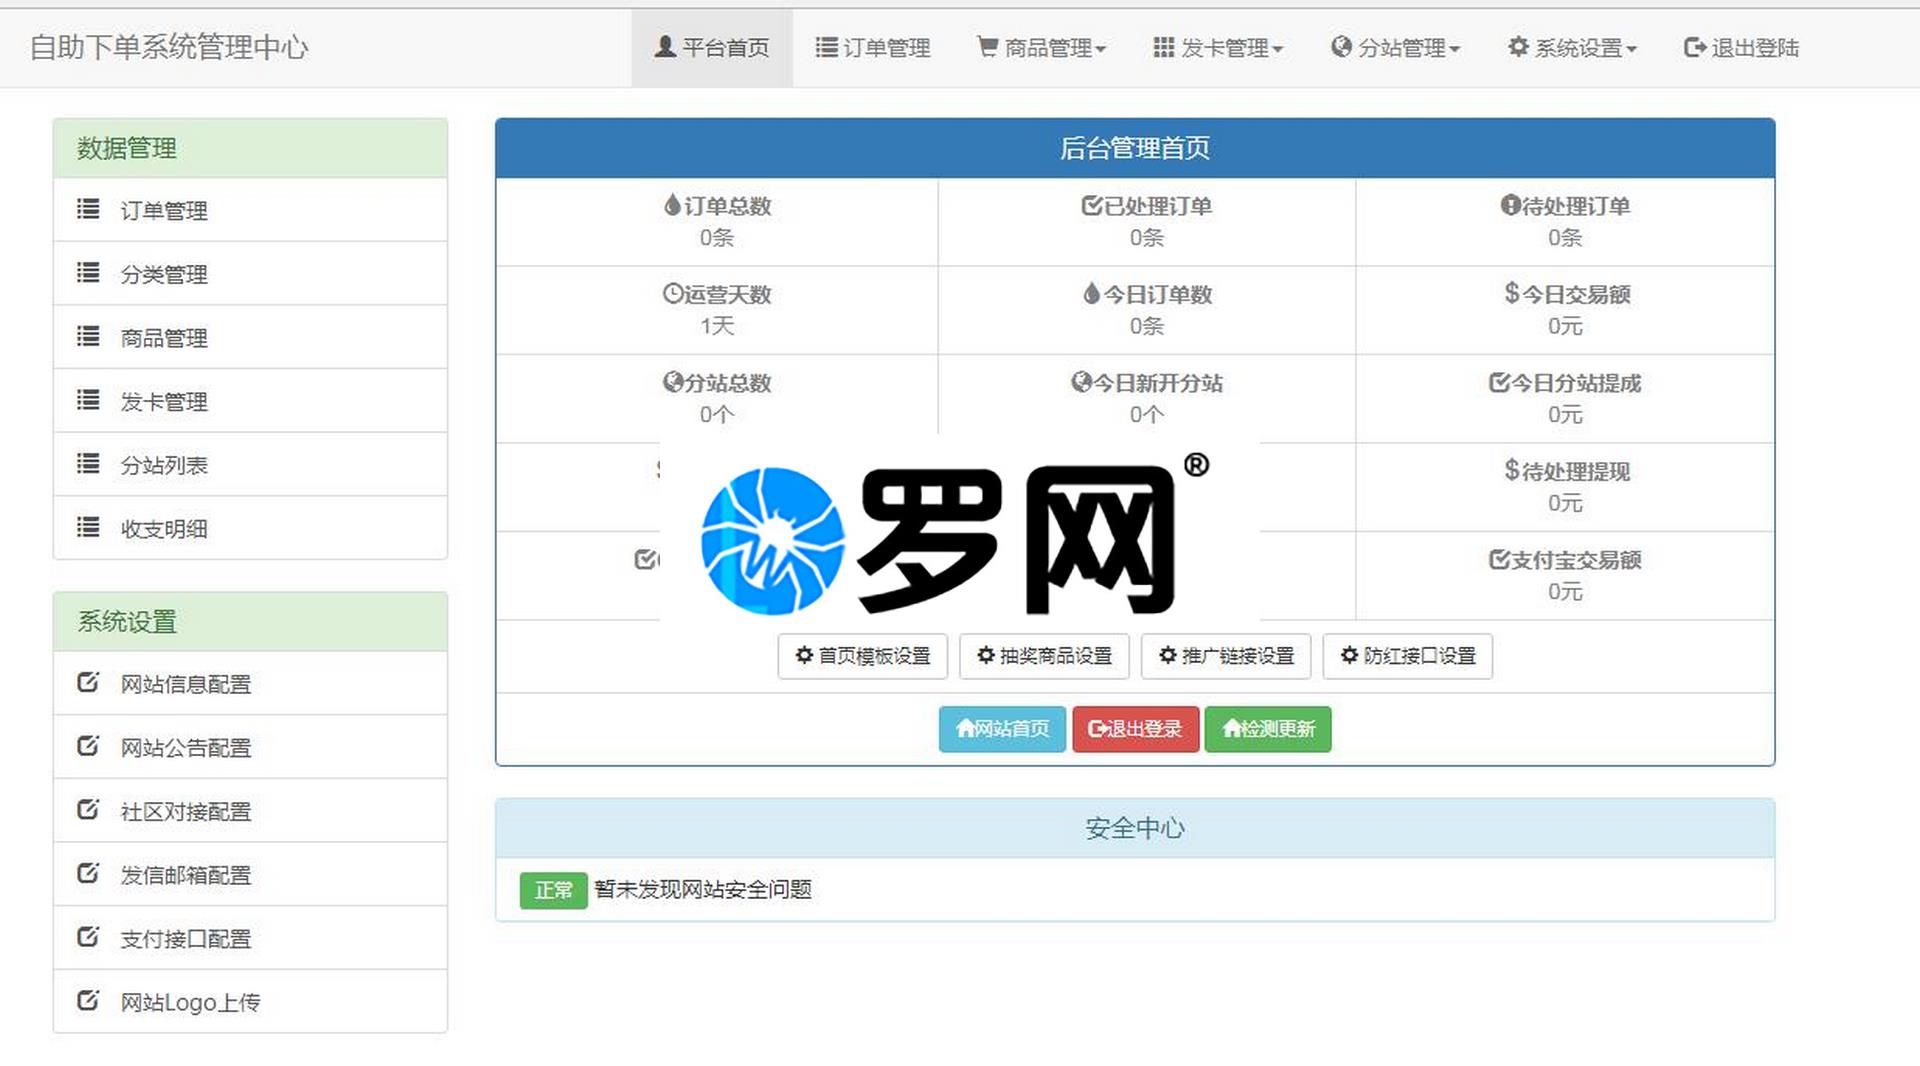 自助下单系统管理中心
平台首页
订单管理
商品管理
发卡管理
分站管理
系统设置
退出登陆
数据管理
订单管理
分类管理
商品管理
发卡管理
分站列表
收支明细
系统设置
网站信息配置
网站公告配置
社区对接配置
发信邮箱配置
支付接口配置
网站Logo上传
后台管理首页
订单总数
0条
已处理订单
0条
待处理订单
0条
运营天数
1天
今日订单数
0条
$今日交易额
0元
分站总数
0个
今日新开分站
0个
今日分站提成
0元
$待处理提现
0元
支付宝交易额
0元
罗网®
首页模板设置
抽奖商品设置
推广链接设置
防红接口设置
网站首页
退出登录
检测更新
安全中心
正常 暂未发现网站安全问题